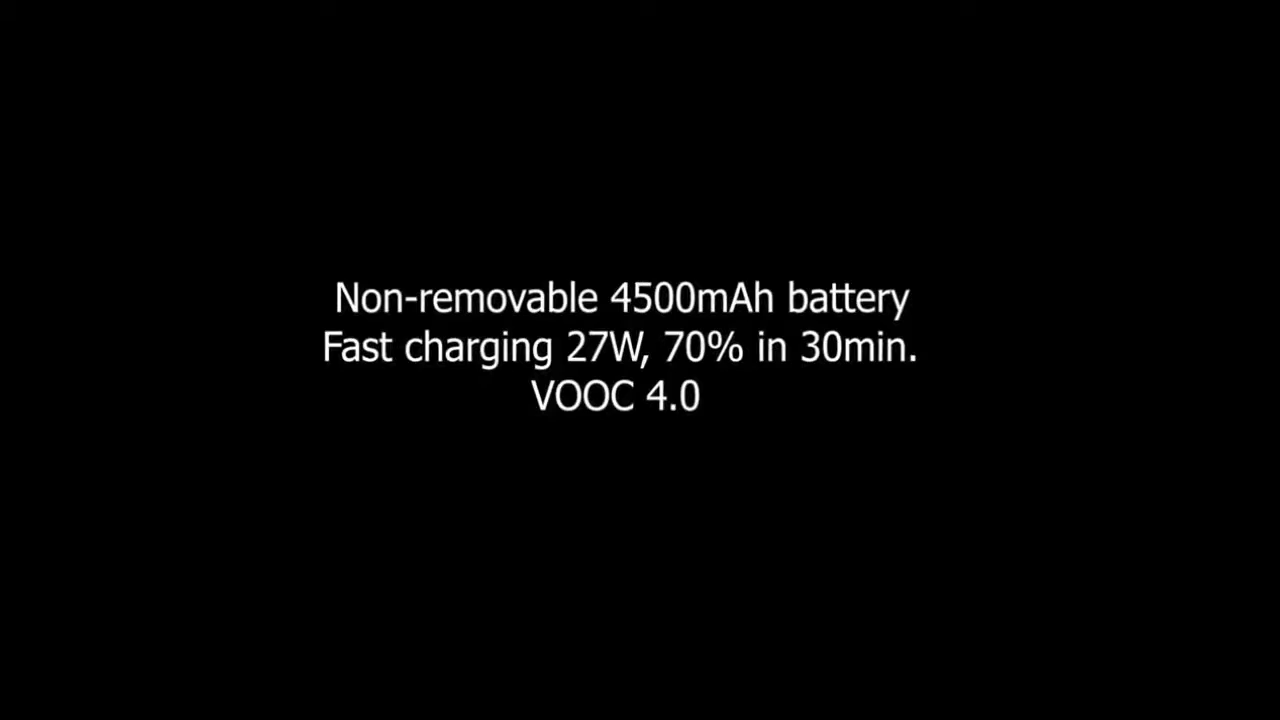 Non-removable 4500mAh battery
Fast charging 27W, 70% in 30min.
VOOC 4.0